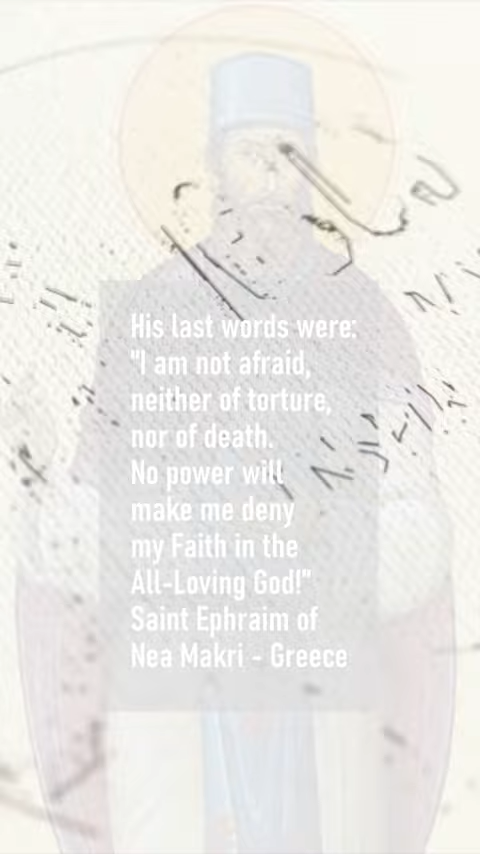 His last words were:
"I am not afraid,
neither of torture,
nor of death.
No power will
make me deny
my Faith in the
All-Loving God!"
Saint Ephraim of
Nea Makri - Greece